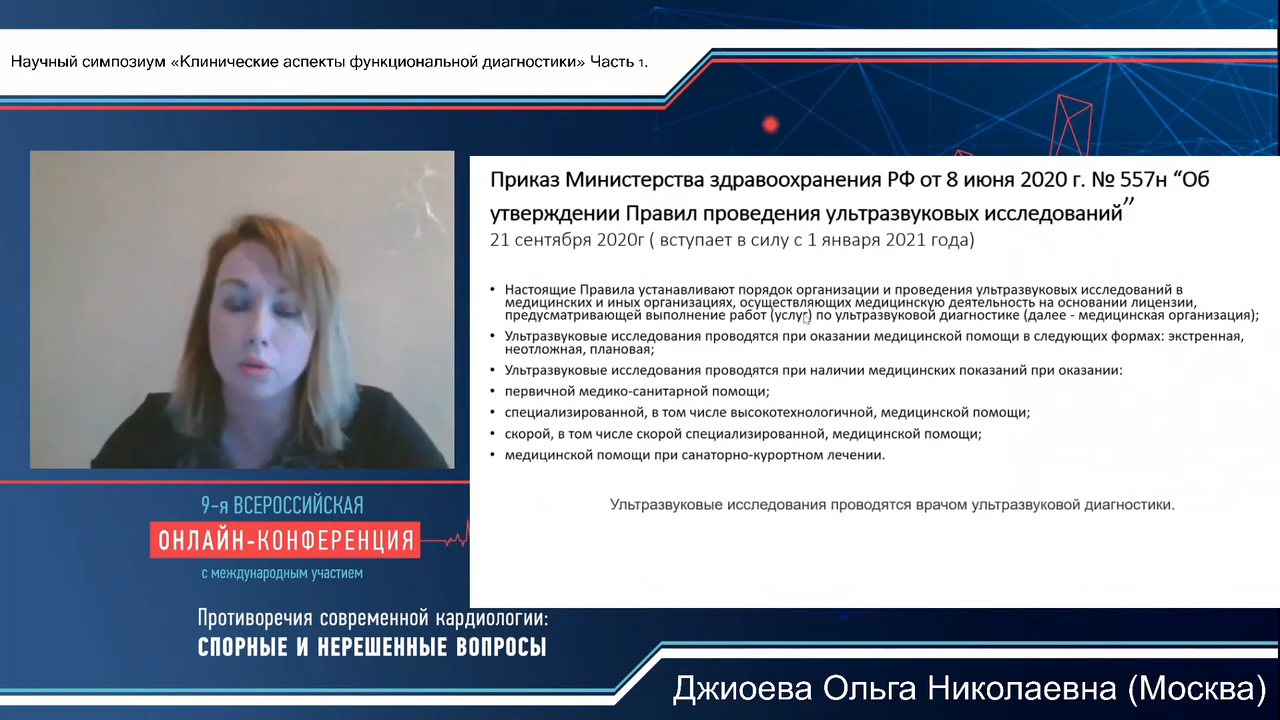 Научный симпозиум «Клинические аспекты функциональной диагностики» Часть 1.
Приказ Министерства здравоохранения РФ от 8 июня 2020 г. № 557н “Об
утверждении Правил проведения ультразвуковых исследований”
21 сентября 2020г ( вступает в силу с 1 января 2021 года)
• Настоящие Правила устанавливают порядок организации и проведения ультразвуковых исследований в
медицинских и иных организациях, осуществляющих медицинскую деятельность на основании лицензии,
предусматривающей выполнение работ (услуг) по ультразвуковой диагностике (далее - медицинская организация);
• Ультразвуковые исследования проводятся при оказании медицинской помощи в следующих формах: экстренная,
неотложная, плановая;
• Ультразвуковые исследования проводятся при наличии медицинских показаний при оказании:
• первичной медико-санитарной помощи;
• специализированной, в том числе высокотехнологичной, медицинской помощи;
• скорой, в том числе скорой специализированной, медицинской помощи;
• медицинской помощи при санаторно-курортном лечении.
Ультразвуковые исследования проводятся врачом ультразвуковой диагностики.
9-я ВСЕРОССИЙСКАЯ
ОНЛАЙН-КОНФЕРЕНЦИЯ
с международным участием
Противоречия современной кардиологии:
СПОРНЫЕ И НЕРЕШЕННЫЕ ВОПРОСЫ
Джиоева Ольга Николаевна (Москва)